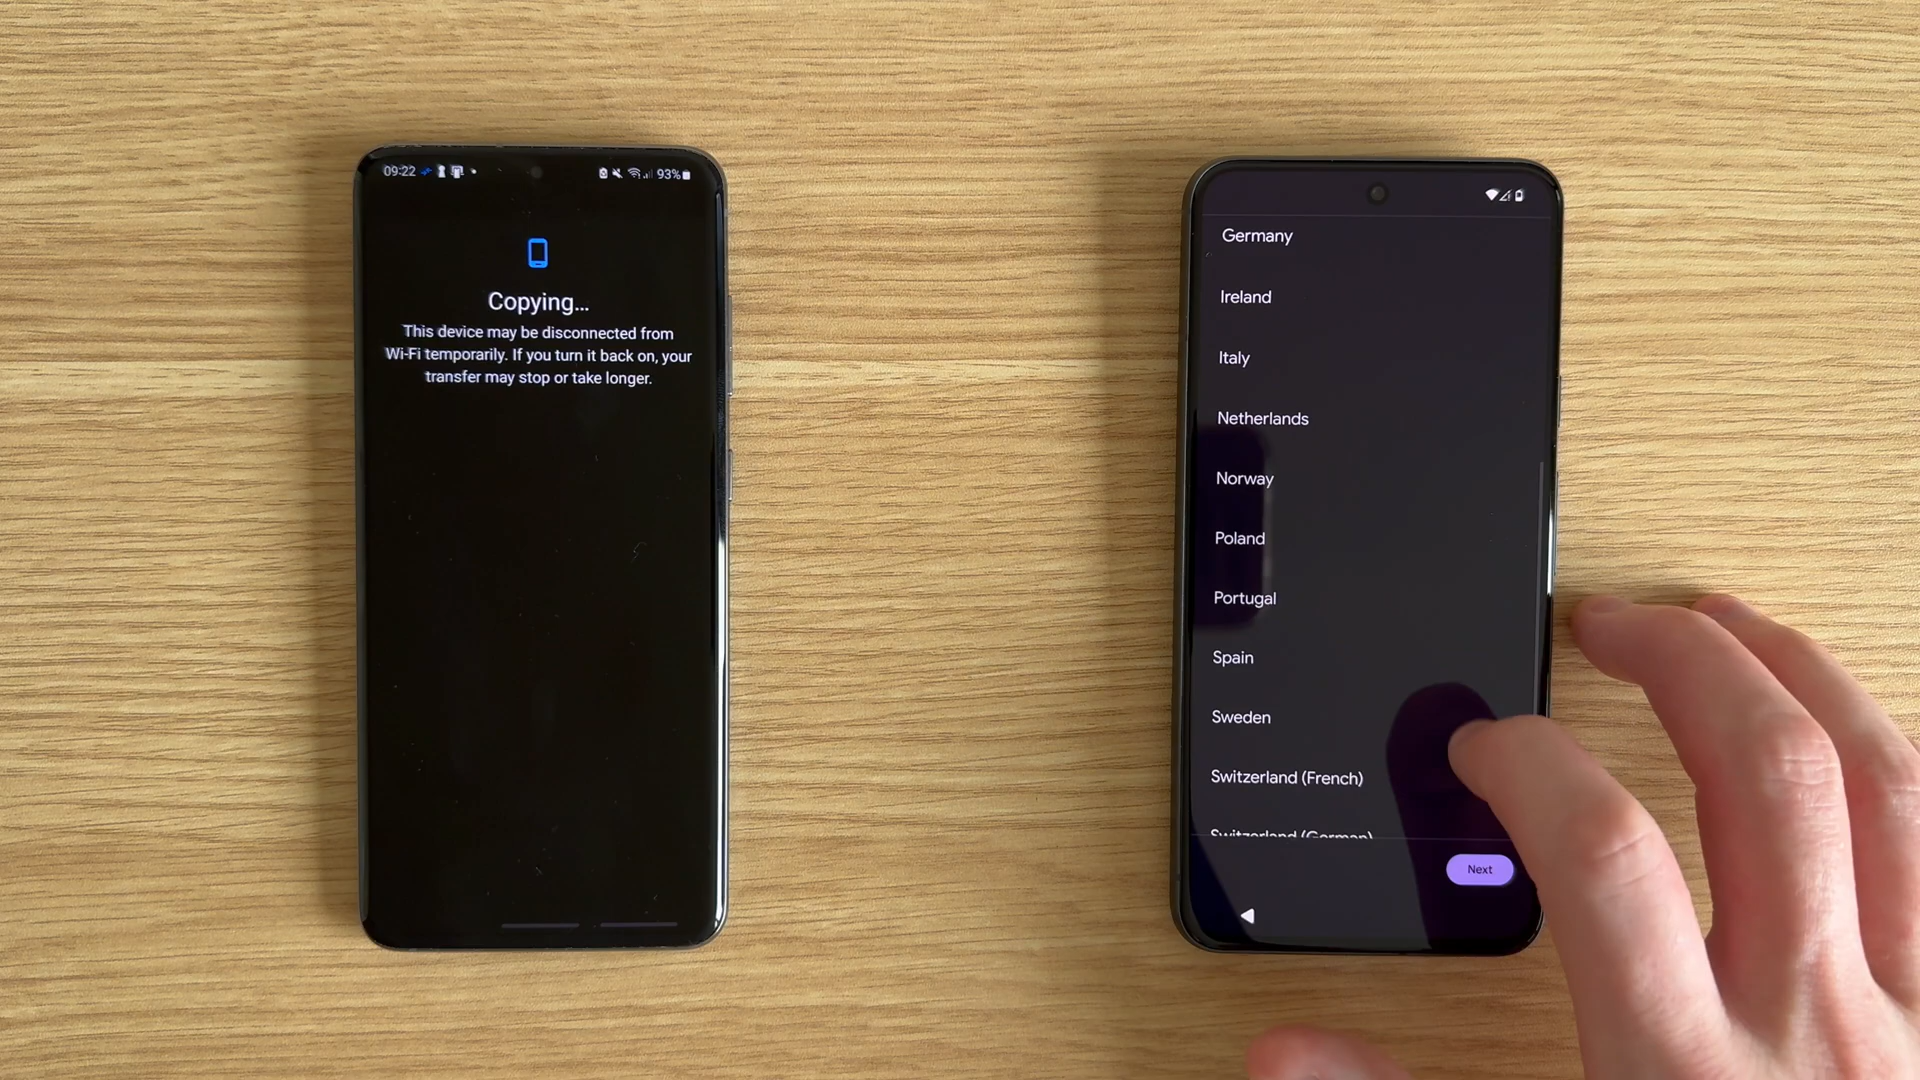 09:22
93%
Copying...
This device may be disconnected from
Wi-Fi temporarily. If you turn it back on, your
transfer may stop or take longer.
Germany
Ireland
Italy
Netherlands
Norway
Poland
Portugal
Spain
Sweden
Switzerland (French)
Switzerland (German)
Next